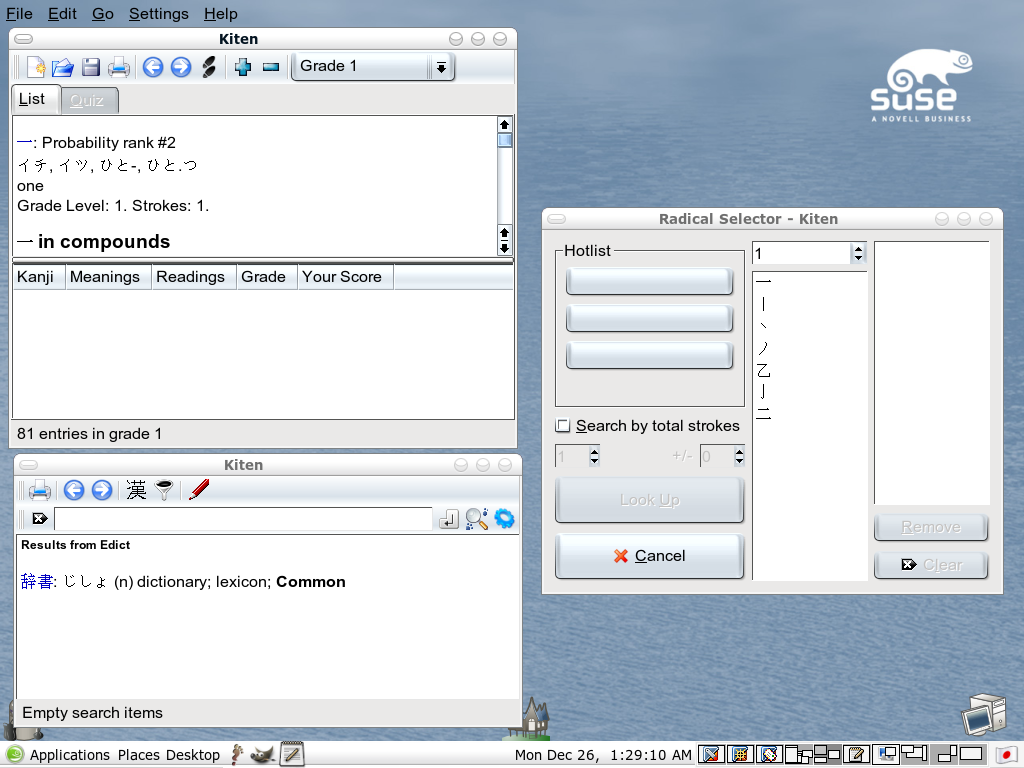 File Edit Go Settings Help
Kiten
Grade 1
List Quiz
一: Probability rank #2
イチ, イツ, ひと-, ひと.つ
one
Grade Level: 1. Strokes: 1.
一 in compounds
Kanji Meanings Readings Grade Your Score
81 entries in grade 1
Kiten
漢
Results from Edict
辞書: じしょ (n) dictionary; lexicon; Common
Empty search items
suse
A NOVELL BUSINESS
Radical Selector - Kiten
Hotlist
1
一
｜
丶
ノ
乙
亅
二
Search by total strokes
1 +/- 0
Look Up
Cancel
Remove
Clear
Applications Places Desktop
Mon Dec 26, 1:29:10 AM